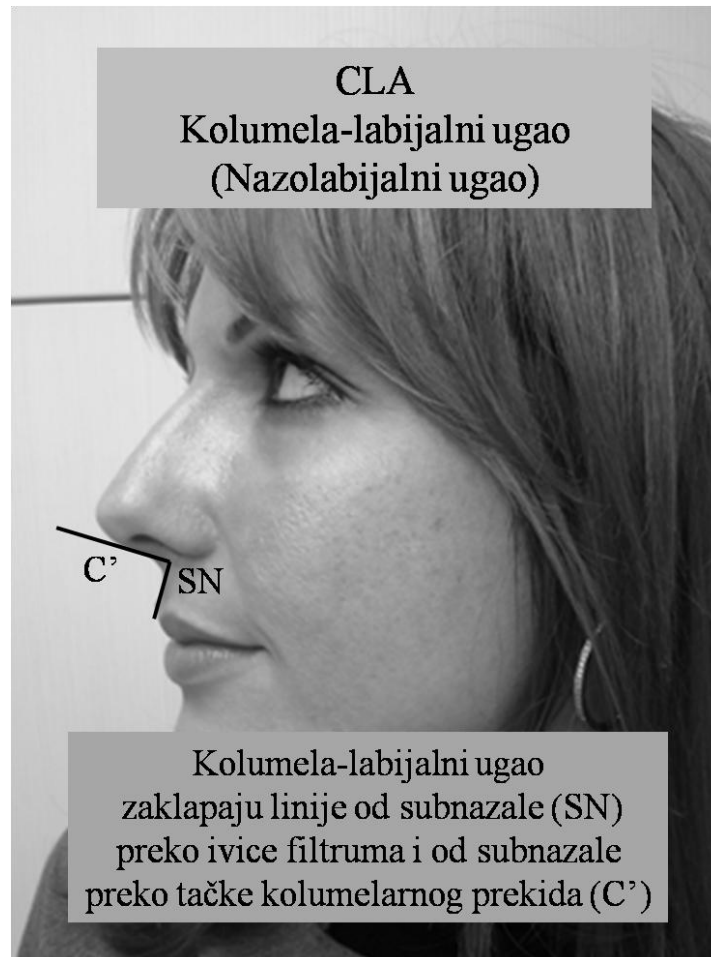 CLA
Kolumela-labijalni ugao
(Nazolabijalni ugao)
C’
SN
Kolumela-labijalni ugao
zaklapaju linije od subnazale (SN)
preko ivice filtruma i od subnazale
preko tačke kolumelarnog prekida (C’)